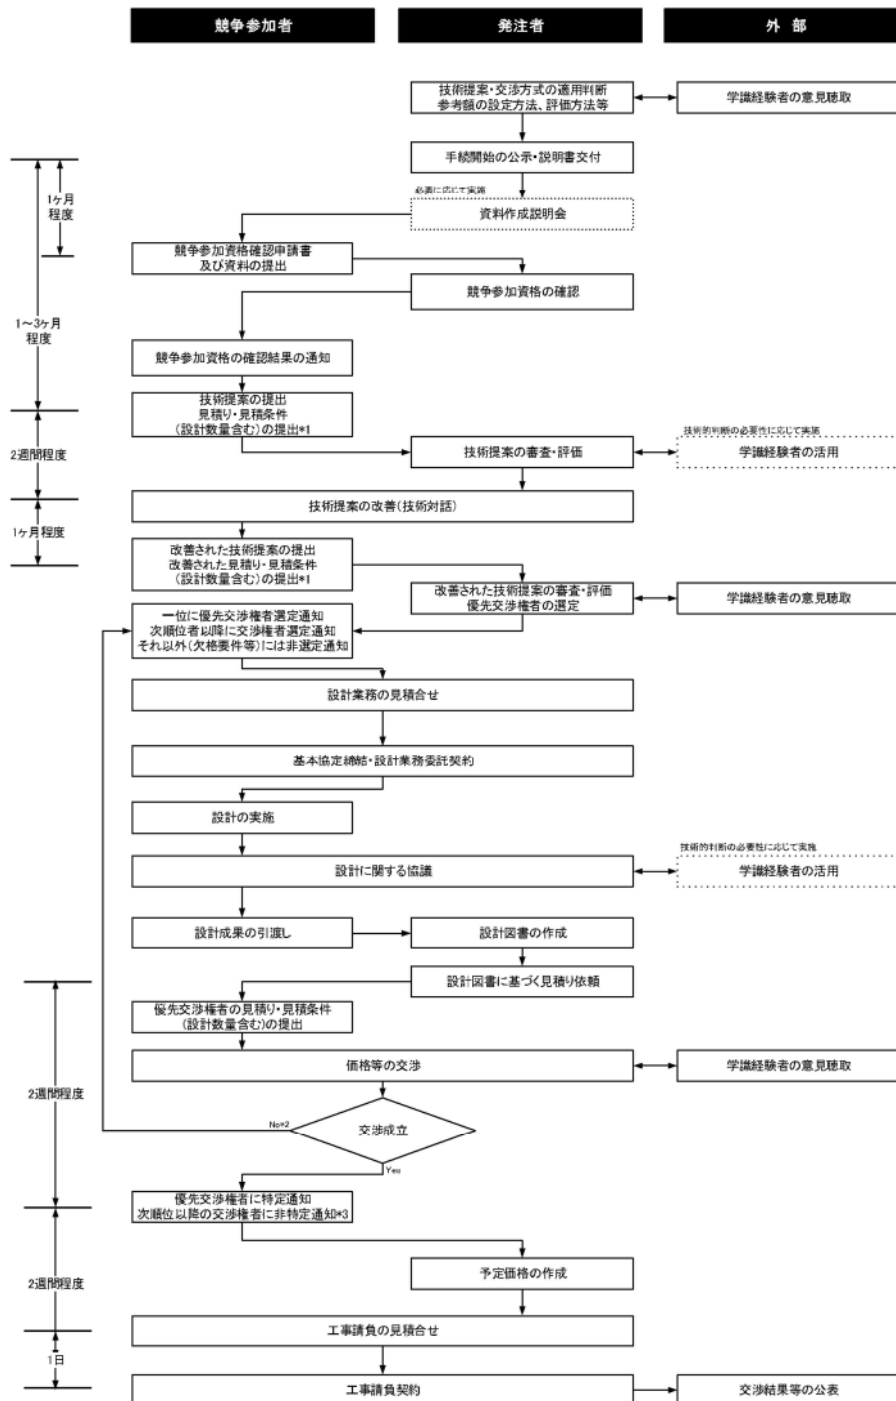 競争参加者
発注者
外 部
技術提案・交渉方式の適用判断
参考額の設定方法、評価方法等
学識経験者の意見聴取
手続開始の公示・説明書交付
必要に応じて実施
資料作成説明会
1ヶ月
程度
競争参加資格確認申請書
及び資料の提出
競争参加資格の確認
1～3ヶ月
程度
競争参加資格の確認結果の通知
技術提案の提出
見積り・見積条件
(設計数量含む)の提出*1
2週間程度
技術提案の審査・評価
技術的判断の必要性に応じて実施
学識経験者の活用
技術提案の改善(技術対話)
1ヶ月程度
改善された技術提案の提出
改善された見積り・見積条件
(設計数量含む)の提出*1
改善された技術提案の審査・評価
優先交渉権者の選定
学識経験者の意見聴取
一位に優先交渉権者選定通知
次順位者以降に交渉権者選定通知
それ以外(欠格要件等)には非選定通知
設計業務の見積合せ
基本協定締結・設計業務委託契約
設計の実施
設計に関する協議
技術的判断の必要性に応じて実施
学識経験者の活用
設計成果の引渡し
設計図書の作成
設計図書に基づく見積り依頼
優先交渉権者の見積り・見積条件
(設計数量含む)の提出
価格等の交渉
学識経験者の意見聴取
2週間程度
No*2
交渉成立
Yes
優先交渉権者に特定通知
次順位以降の交渉権者に非特定通知*3
予定価格の作成
2週間程度
工事請負の見積合せ
1日
工事請負契約
交渉結果等の公表